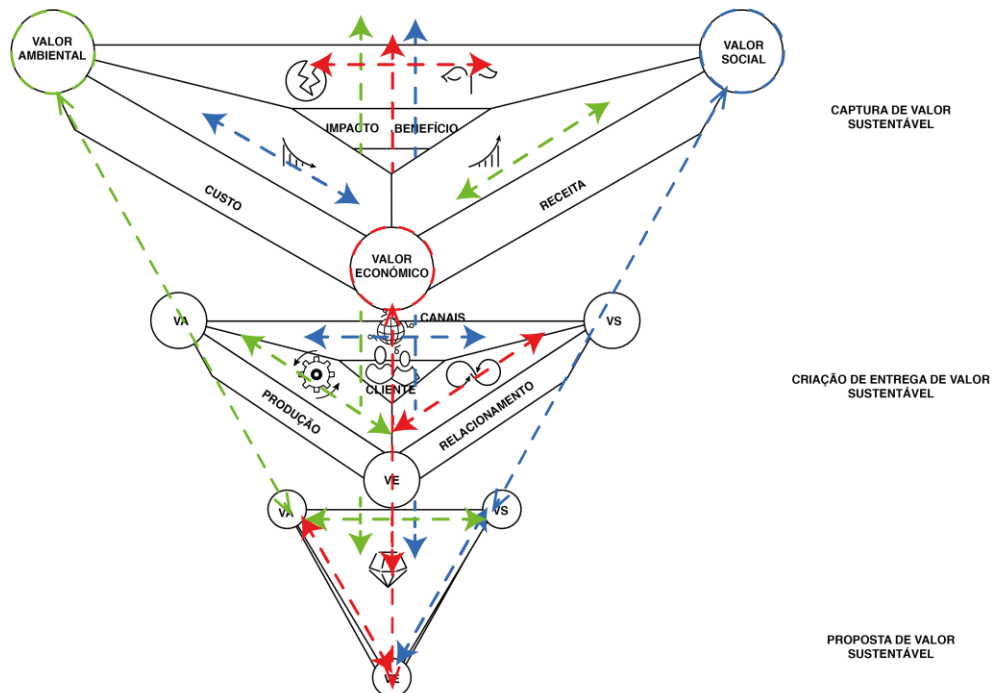 VALOR
AMBIENTAL
VALOR
SOCIAL
CAPTURA DE VALOR
SUSTENTÁVEL
IMPACTO
BENEFÍCIO
CUSTO
RECEITA
VALOR
ECONÓMICO
CANAIS
VA
VS
CLIENTE
CRIAÇÃO DE ENTREGA DE VALOR
SUSTENTÁVEL
PRODUÇÃO
RELACIONAMENTO
VE
VA
VS
PROPOSTA DE VALOR
SUSTENTÁVEL
VE